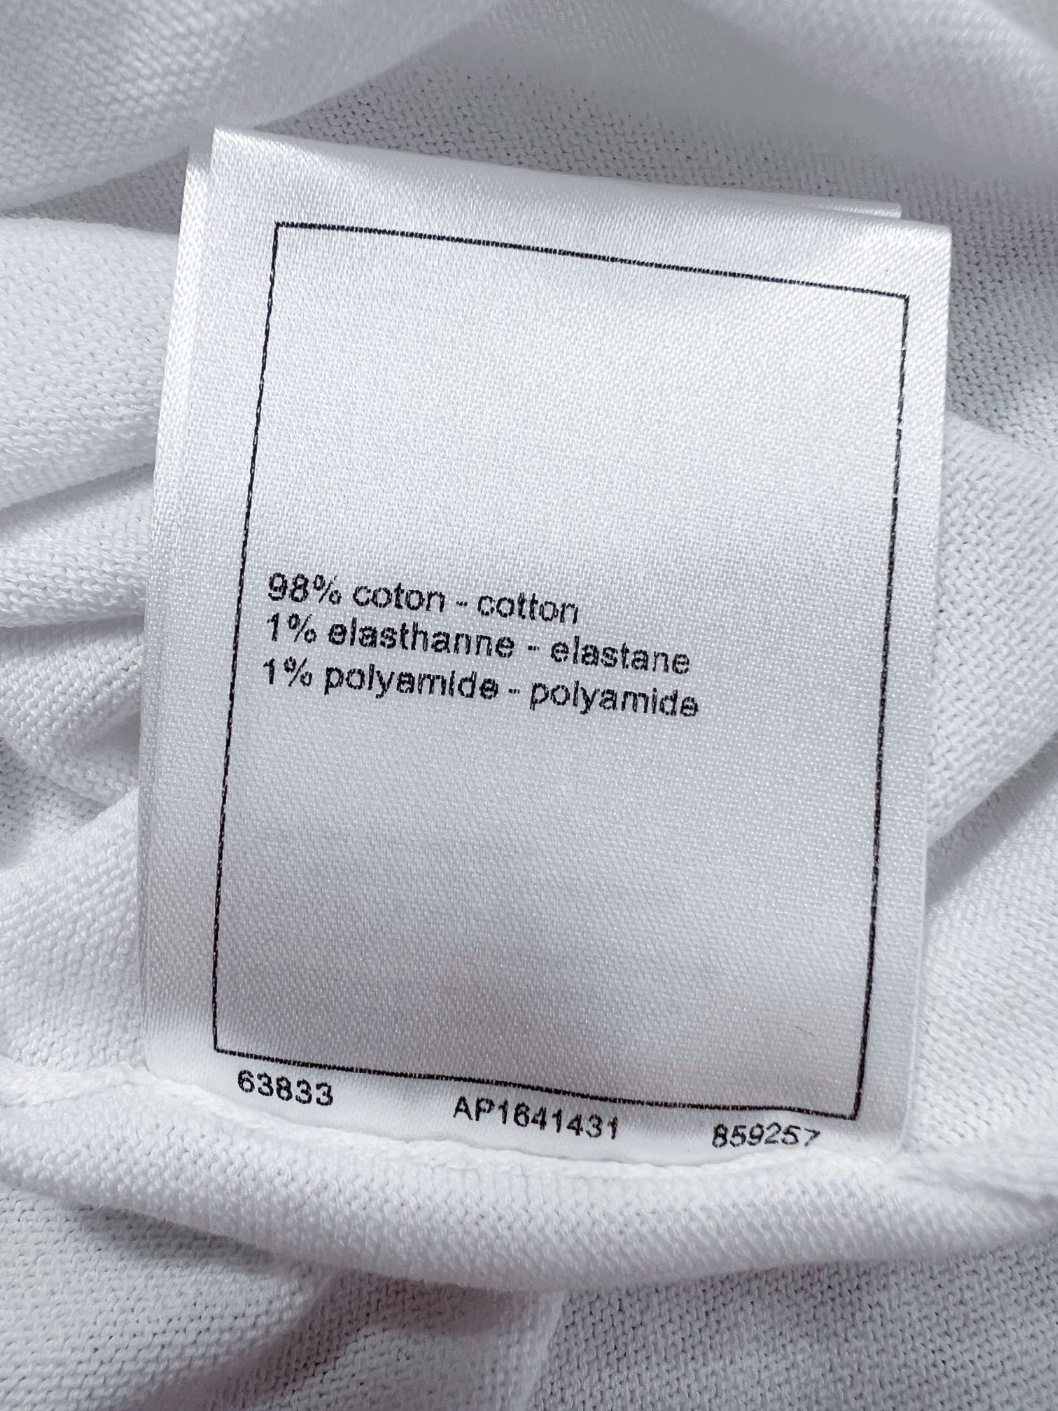 98% coton - cotton
1% elasthanne - elastane
1% polyamide - polyamide
63833 AP1641431 859257